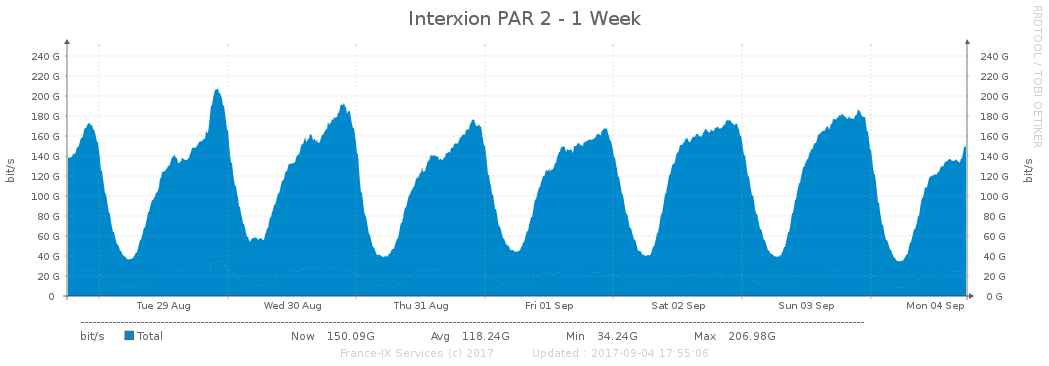 Interxion PAR 2 - 1 Week
RRDTOOL / TOBI OETIKER
240 G 240 G
220 G 220 G
200 G 200 G
180 G 180 G
160 G 160 G
140 G 140 G
120 G 120 G
100 G 100 G
80 G 80 G
60 G 60 G
40 G 40 G
20 G 20 G
0 0 G
bit/s
bit/s
Tue 29 Aug Wed 30 Aug Thu 31 Aug Fri 01 Sep Sat 02 Sep Sun 03 Sep Mon 04 Sep
bit/s Total Now 150.09G Avg 118.24G Min 34.24G Max 206.98G
France-IX Services (c) 2017 Updated : 2017-09-04 17:55:06